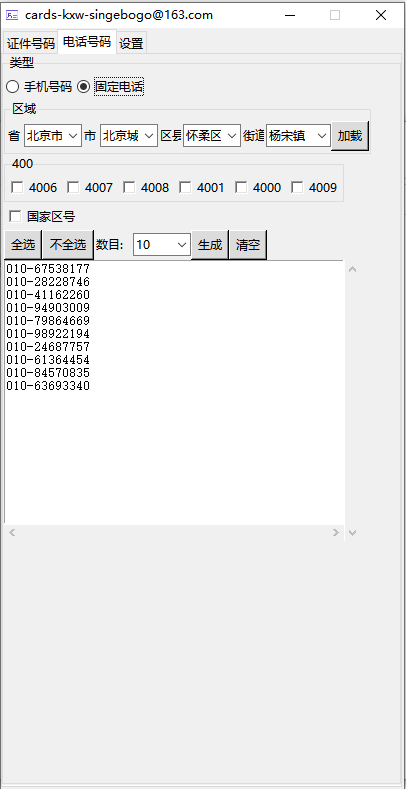 cards-kxw-singebogo@163.com
证件号码 电话号码 设置
类型
手机号码 固定电话
区域
省 北京市 市 北京城 区县 怀柔区 街道 杨宋镇 加载
400
4006 4007 4008 4001 4000 4009
国家区号
全选 不全选 数目: 10 生成 清空
010-67538177
010-28228746
010-41162260
010-94903009
010-79864669
010-98922194
010-24687757
010-61364454
010-84570835
010-63693340